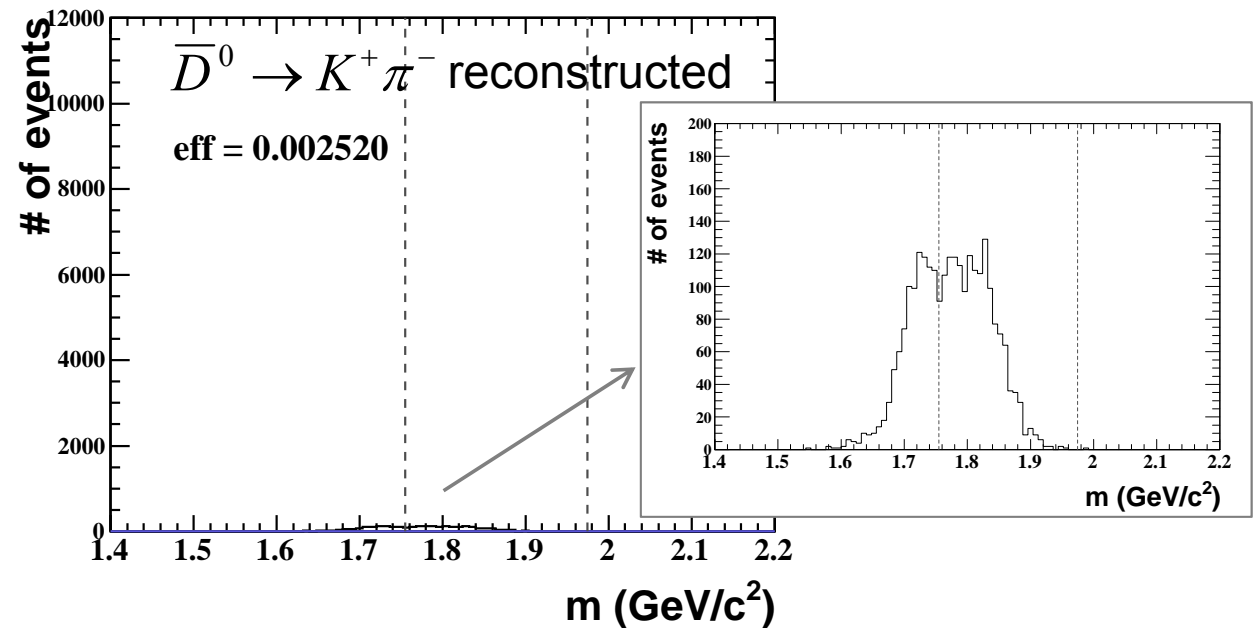 12000
10000
8000
6000
4000
2000
0
# of events
D̅⁰ → K⁺π⁻ reconstructed
eff = 0.002520
1.4 1.5 1.6 1.7 1.8 1.9 2 2.1 2.2
m (GeV/c²)
200
180
160
140
120
100
80
60
40
20
0
# of events
1.4 1.5 1.6 1.7 1.8 1.9 2 2.1 2.2
m (GeV/c²)